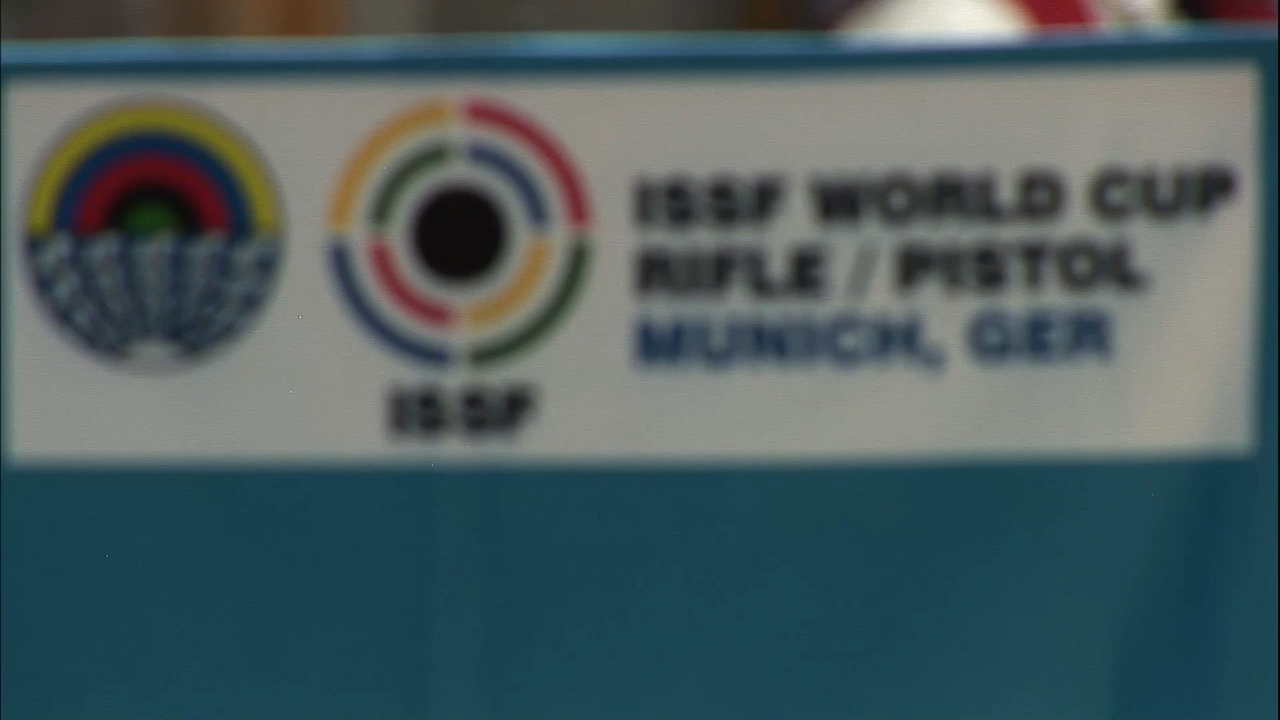 ISSF WORLD CUP
RIFLE / PISTOL
MUNICH, GER
ISSF